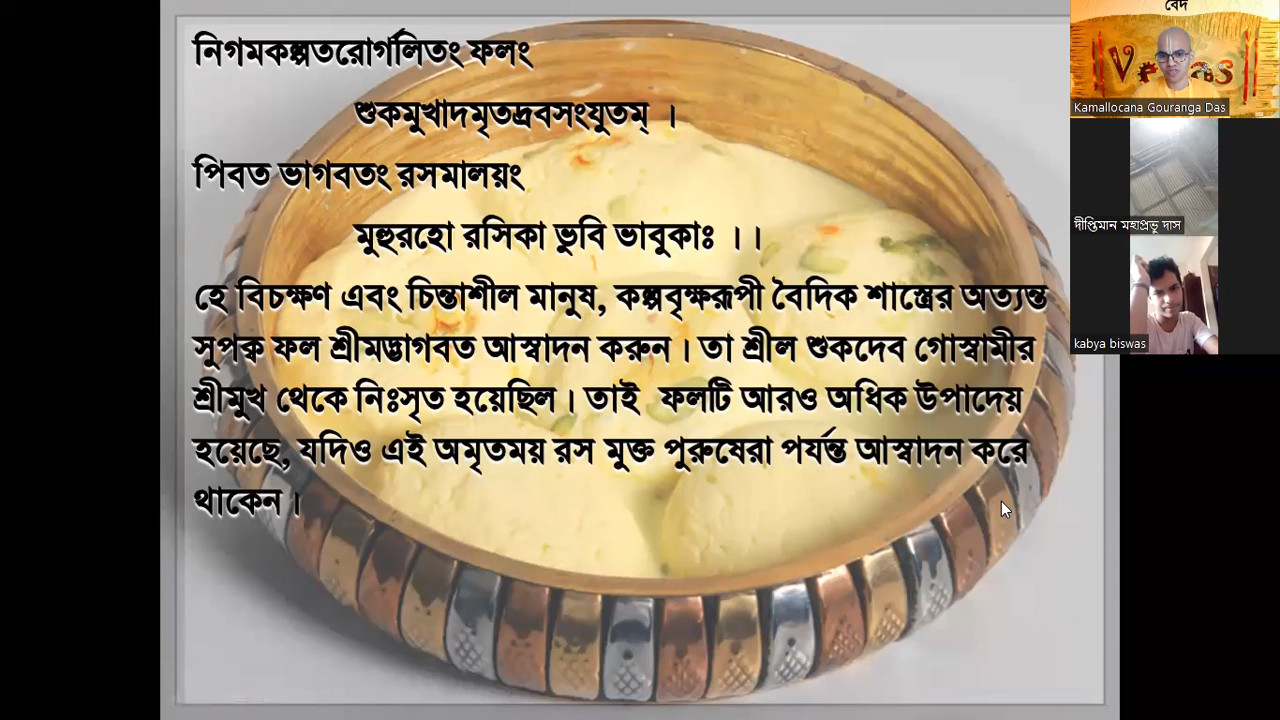 নিগমকল্পতরোর্গলিতং ফলং
শুকমুখাদমৃতদ্রবসংযুতম্ ।
পিবত ভাগবতং রসমালয়ং
মুহুরহো রসিকা ভুবি ভাবুকাঃ ।।
হে বিচক্ষণ এবং চিন্তাশীল মানুষ, কল্পবৃক্ষরূপী বৈদিক শাস্ত্রের অত্যন্ত
সুপক্ব ফল শ্রীমদ্ভাগবত আস্বাদন করুন । তা শ্রীল শুকদেব গোস্বামীর
শ্রীমুখ থেকে নিঃসৃত হয়েছিল । তাই ফলটি আরও অধিক উপাদেয়
হয়েছে, যদিও এই অমৃতময় রস মুক্ত পুরুষেরা পর্যন্ত আস্বাদন করে
থাকেন ।
বেদ
Kamallocana Gouranga Das
দীপ্তিমান মহাপ্রভু দাস
kabya biswas